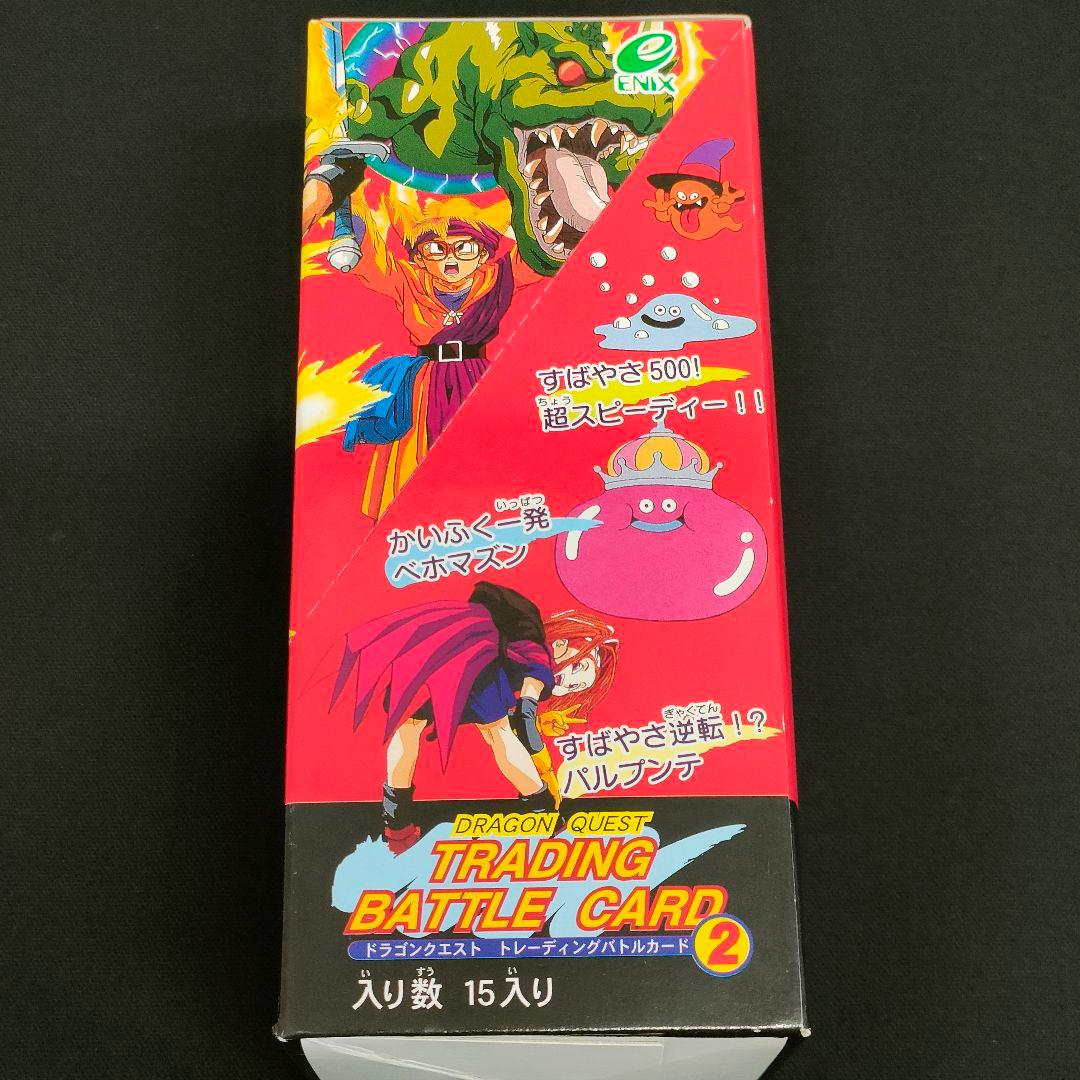 ENIX
すばやさ500!
ちょう
超スピーディー!!
いっぱつ
かいふく一発
ベホマズン
ぎゃくてん
すばやさ逆転!?
パルプンテ
DRAGON QUEST
TRADING
BATTLE CARD
ドラゴンクエスト トレーディングバトルカード 2
い すう い
入り数 15入り